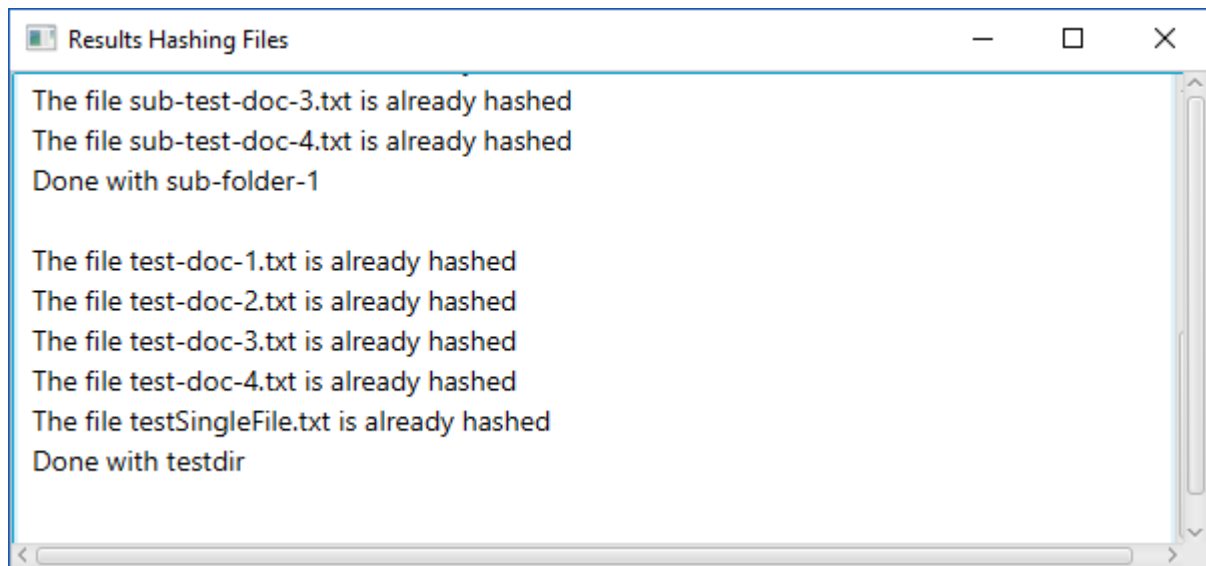 Results Hashing Files
The file sub-test-doc-3.txt is already hashed
The file sub-test-doc-4.txt is already hashed
Done with sub-folder-1
The file test-doc-1.txt is already hashed
The file test-doc-2.txt is already hashed
The file test-doc-3.txt is already hashed
The file test-doc-4.txt is already hashed
The file testSingleFile.txt is already hashed
Done with testdir